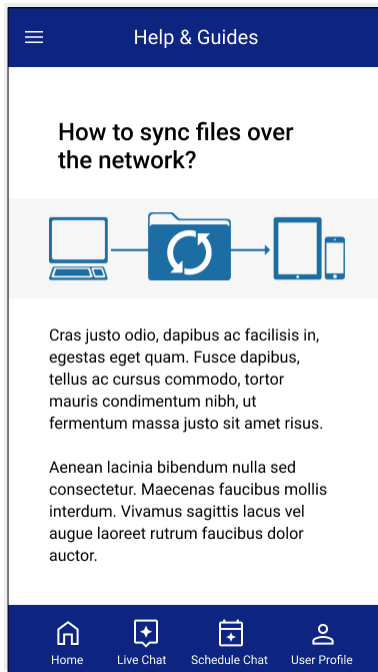 Help & Guides
How to sync files over
the network?
Cras justo odio, dapibus ac facilisis in,
egestas eget quam. Fusce dapibus,
tellus ac cursus commodo, tortor
mauris condimentum nibh, ut
fermentum massa justo sit amet risus.
Aenean lacinia bibendum nulla sed
consectetur. Maecenas faucibus mollis
interdum. Vivamus sagittis lacus vel
augue laoreet rutrum faucibus dolor
auctor.
Home Live Chat Schedule Chat User Profile